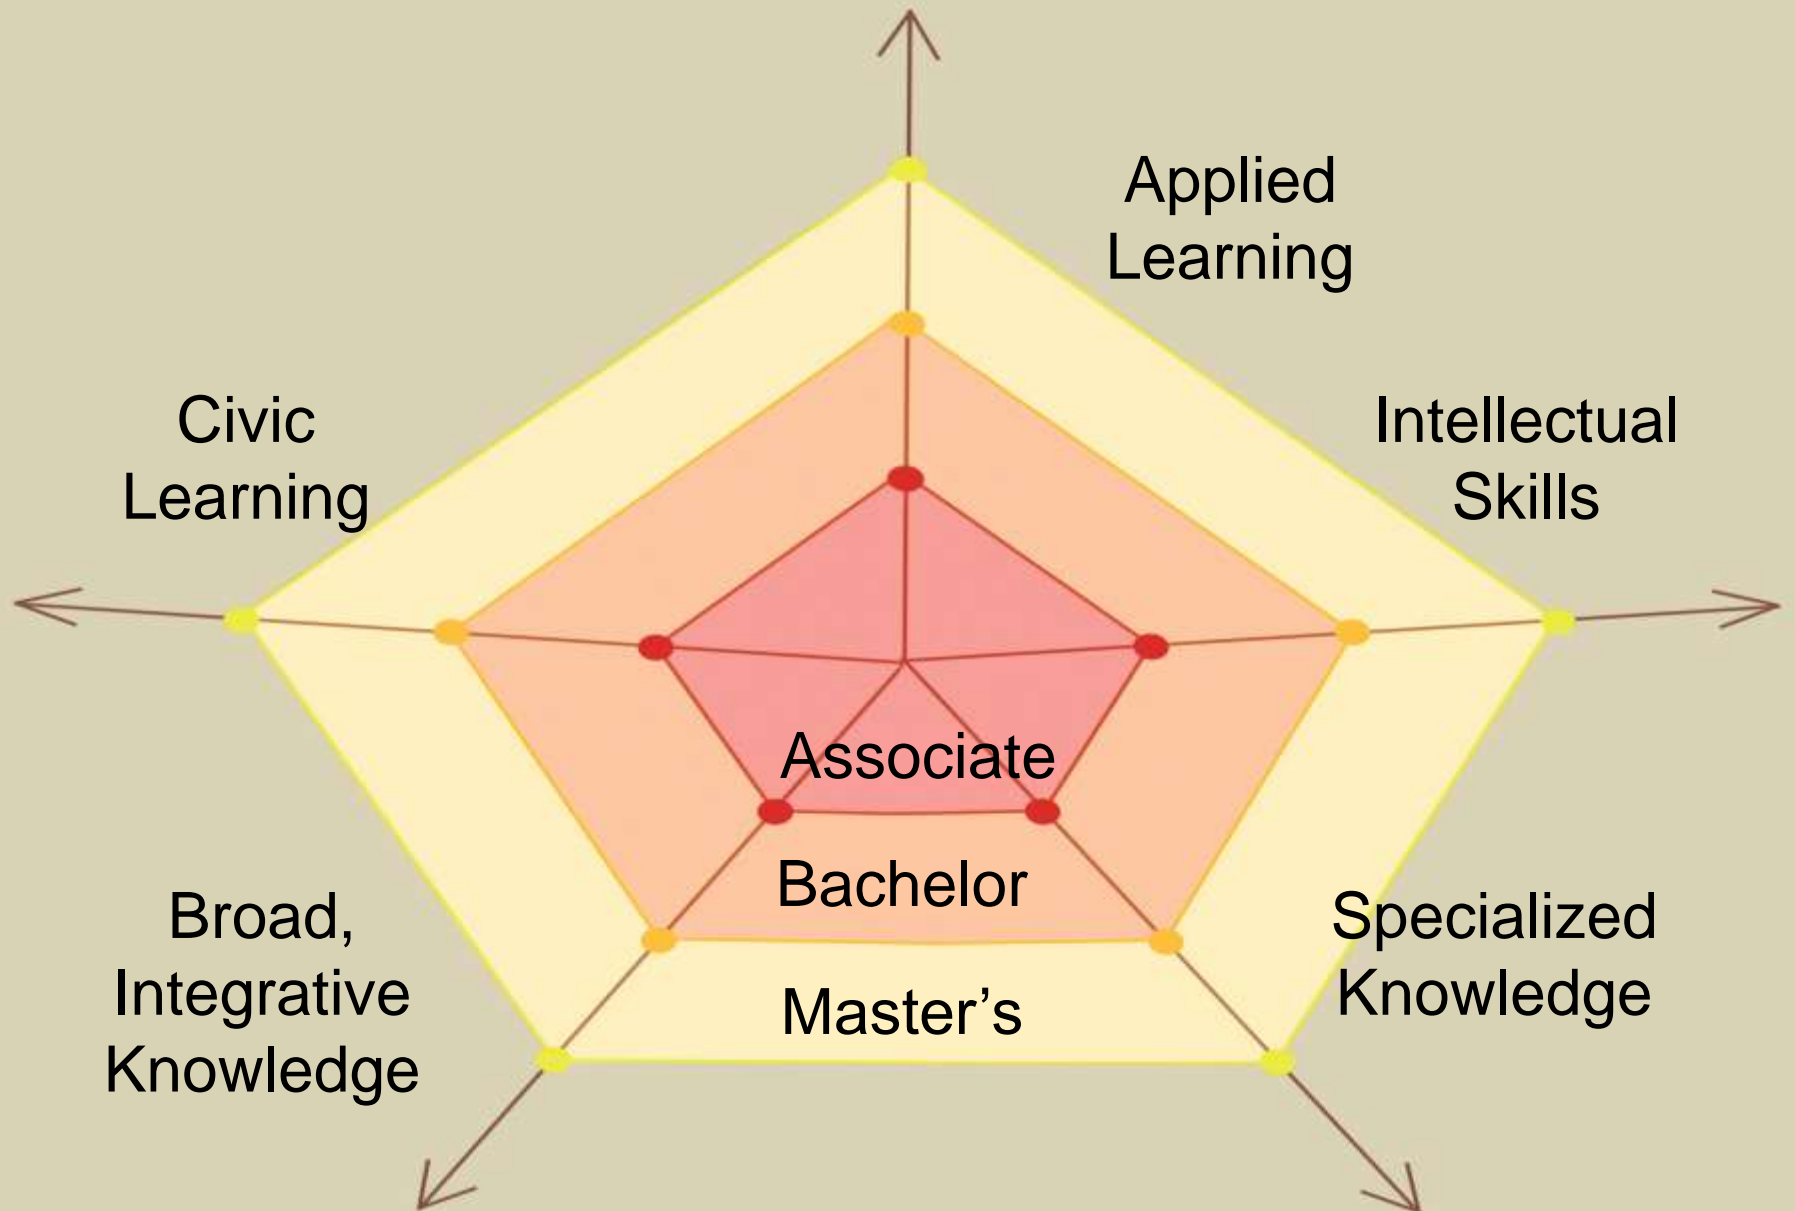 Applied
Learning
Civic
Learning
Intellectual
Skills
Associate
Bachelor
Broad,
Integrative
Knowledge
Specialized
Knowledge
Master’s